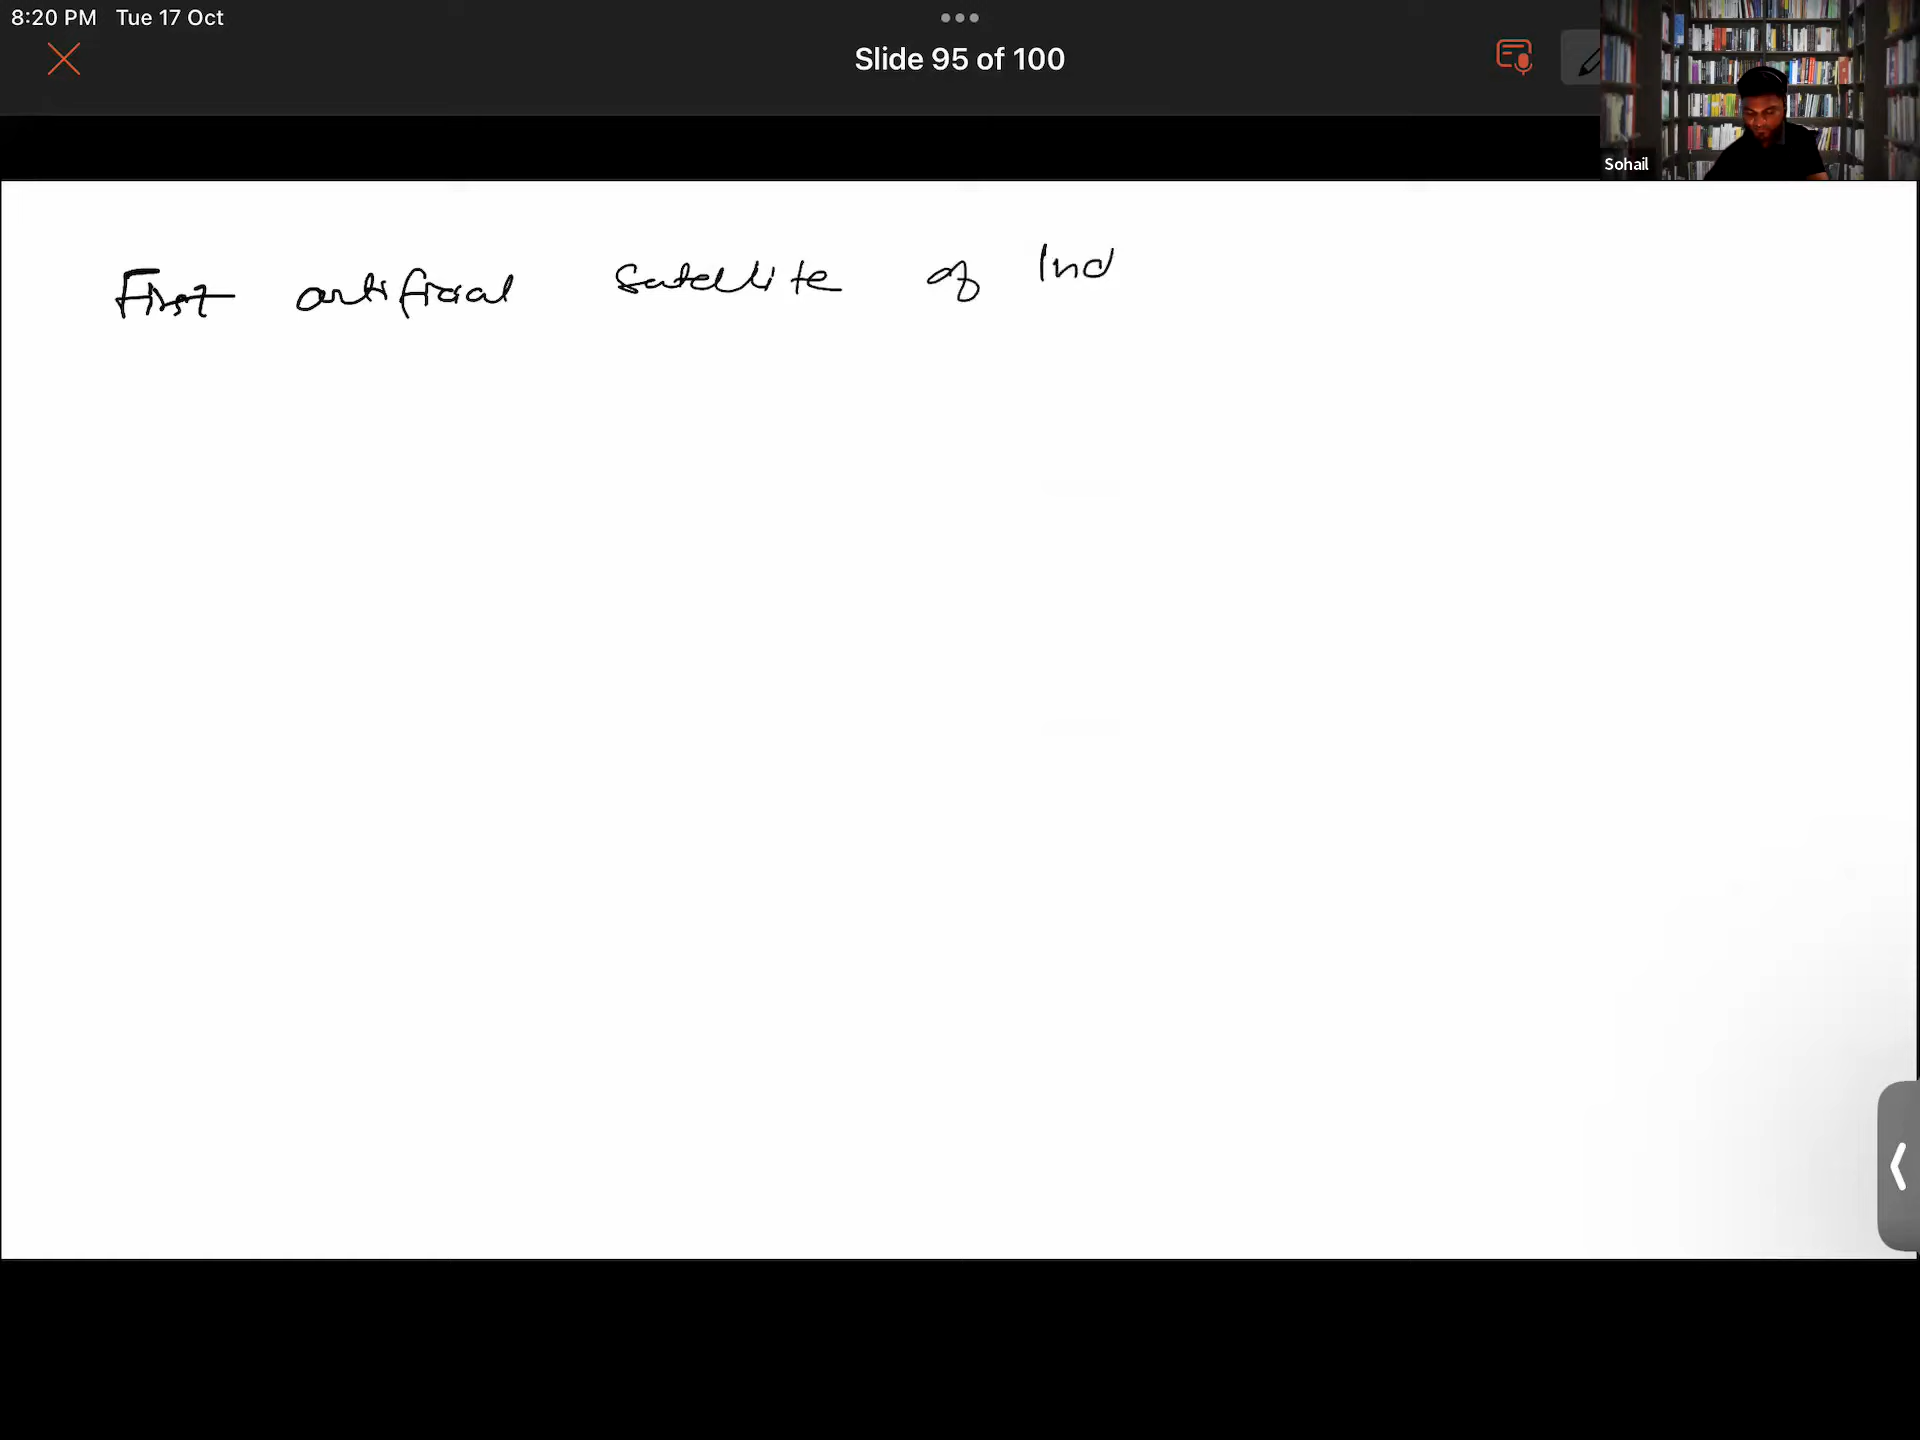 8:20 PM Tue 17 Oct
Slide 95 of 100
Sohail
First artificial Satellite of Ind